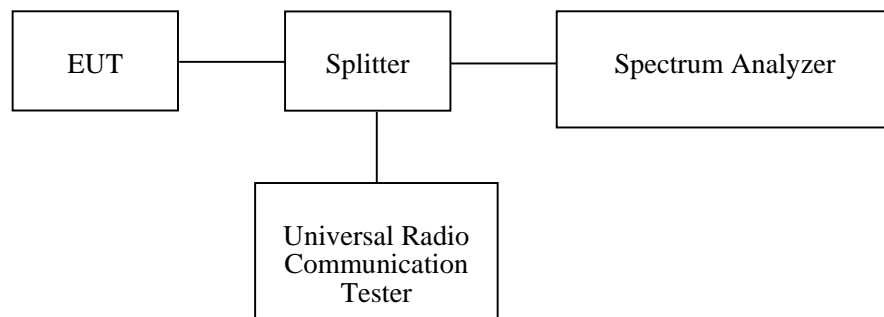 EUT
Splitter
Spectrum Analyzer
Universal Radio
Communication
Tester